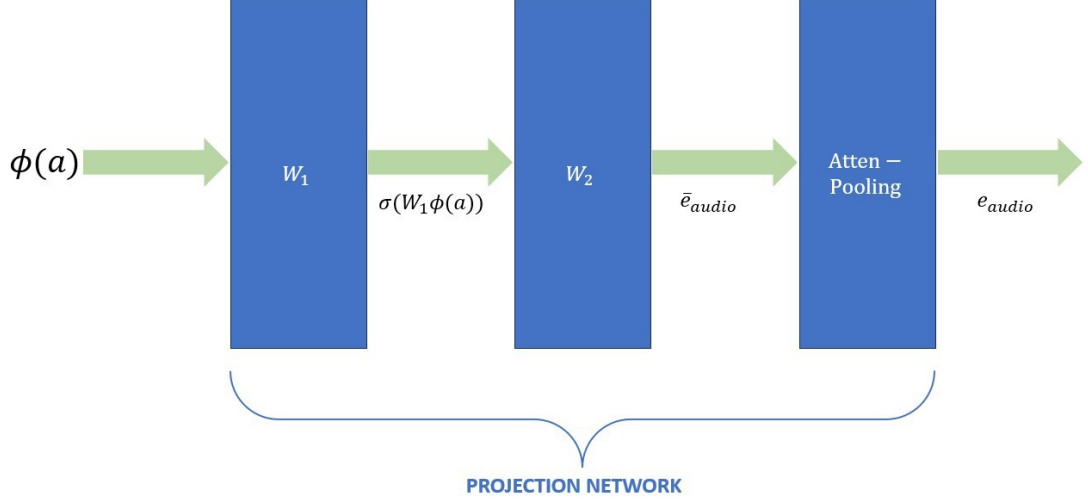 ϕ(a)
W₁
σ(W₁ϕ(a))
W₂
ē_audio
Atten −
Pooling
e_audio
PROJECTION NETWORK